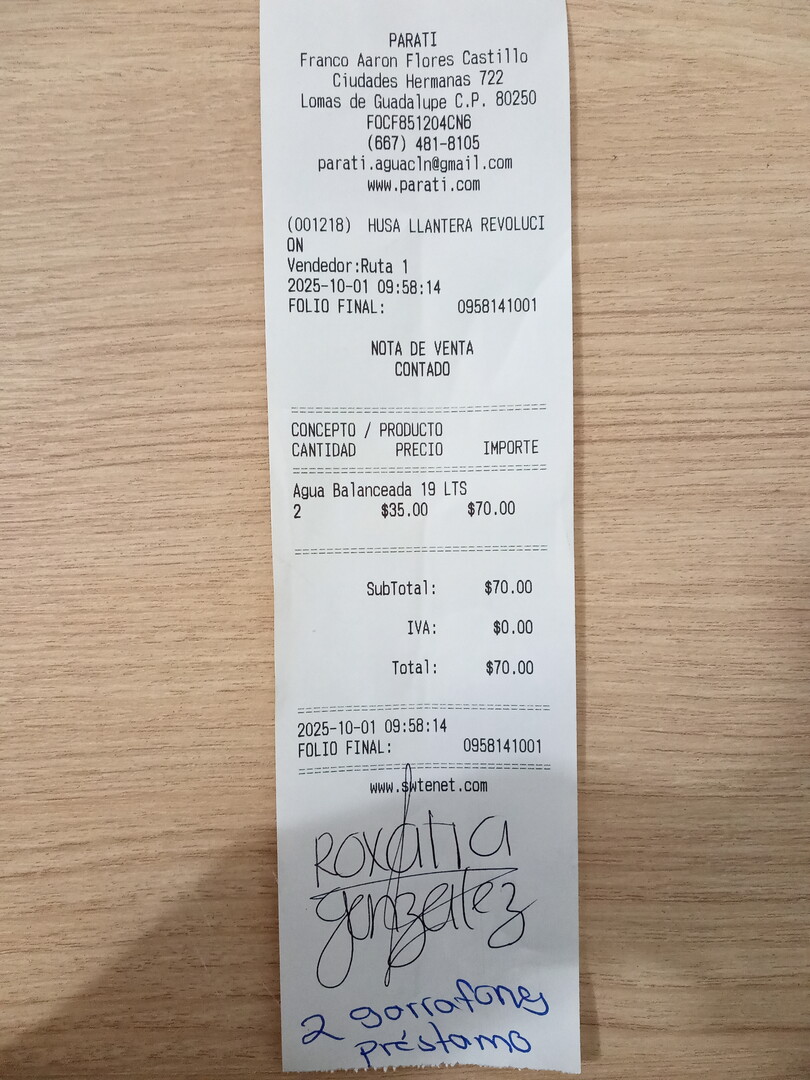 PARATI
Franco Aaron Flores Castillo
Ciudades Hermanas 722
Lomas de Guadalupe C.P. 80250
FOCF851204CN6
(667) 481-8105
parati.aguacln@gmail.com
www.parati.com
(001218) HUSA LLANTERA REVOLUCI
ON
Vendedor:Ruta 1
2025-10-01 09:58:14
FOLIO FINAL: 0958141001
NOTA DE VENTA
CONTADO
CONCEPTO / PRODUCTO
CANTIDAD PRECIO IMPORTE
Agua Balanceada 19 LTS
2 $35.00 $70.00
SubTotal: $70.00
IVA: $0.00
Total: $70.00
2025-10-01 09:58:14
FOLIO FINAL: 0958141001
www.swtenet.com
Roxana
gonzalez
2 garrafones
préstamo